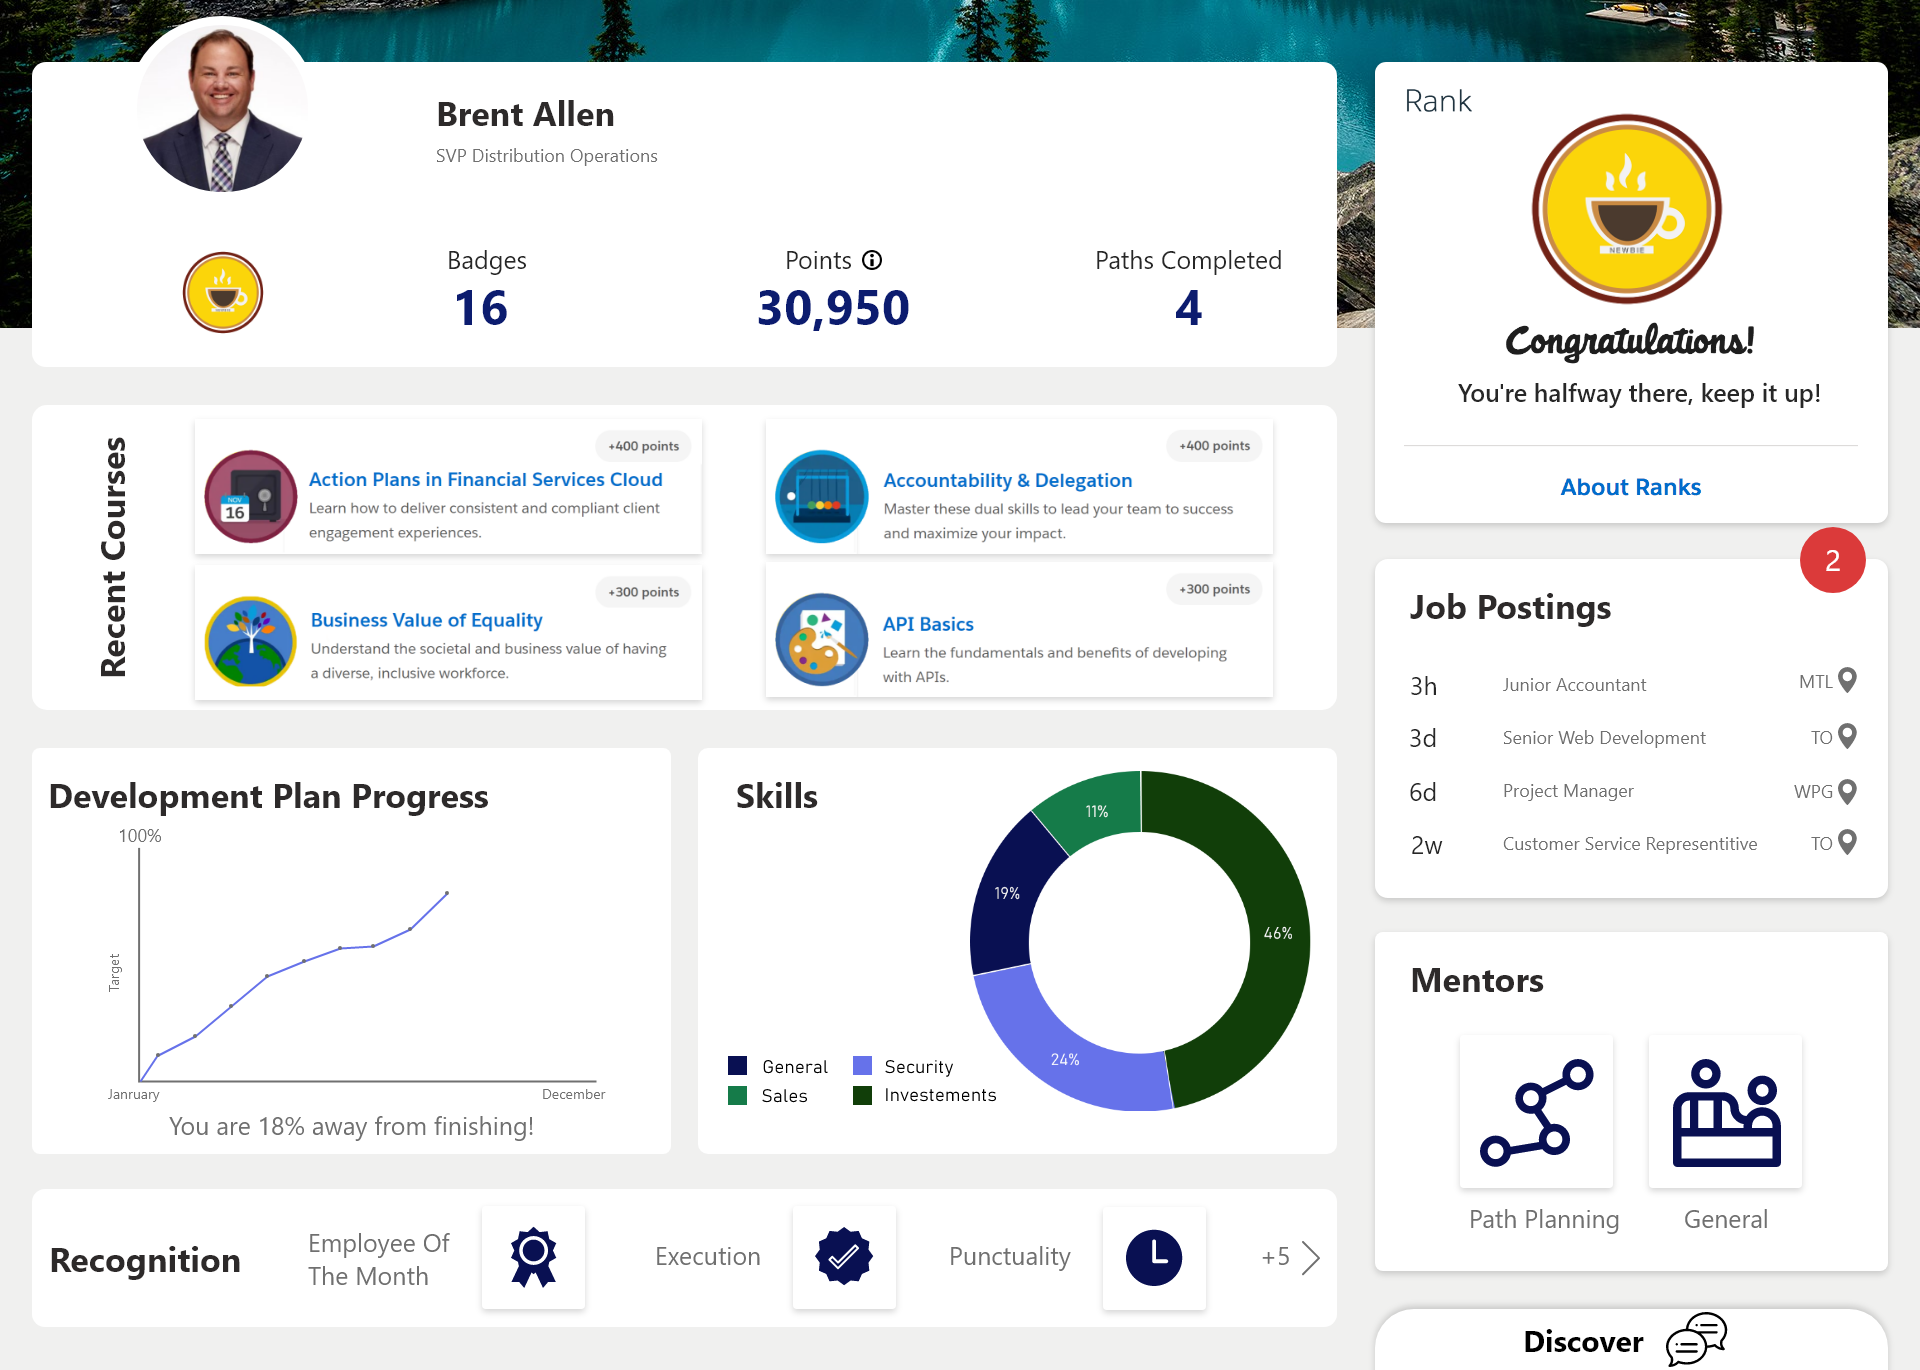 Brent Allen
SVP Distribution Operations
Badges
16
Points
30,950
Paths Completed
4
Rank
NEWBIE
Congratulations!
You're halfway there, keep it up!
About Ranks
Recent Courses
+400 points
Action Plans in Financial Services Cloud
Learn how to deliver consistent and compliant client
engagement experiences.
NOV
16
+400 points
Accountability & Delegation
Master these dual skills to lead your team to success
and maximize your impact.
+300 points
Business Value of Equality
Understand the societal and business value of having
a diverse, inclusive workforce.
+300 points
API Basics
Learn the fundamentals and benefits of developing
with APIs.
2
Job Postings
3h Junior Accountant MTL
3d Senior Web Development TO
6d Project Manager WPG
2w Customer Service Representitive TO
Development Plan Progress
100%
Target
Janruary
December
You are 18% away from finishing!
Skills
11%
19%
46%
24%
General
Security
Sales
Investements
Mentors
Path Planning
General
Recognition
Employee Of
The Month
Execution
Punctuality
+5
Discover